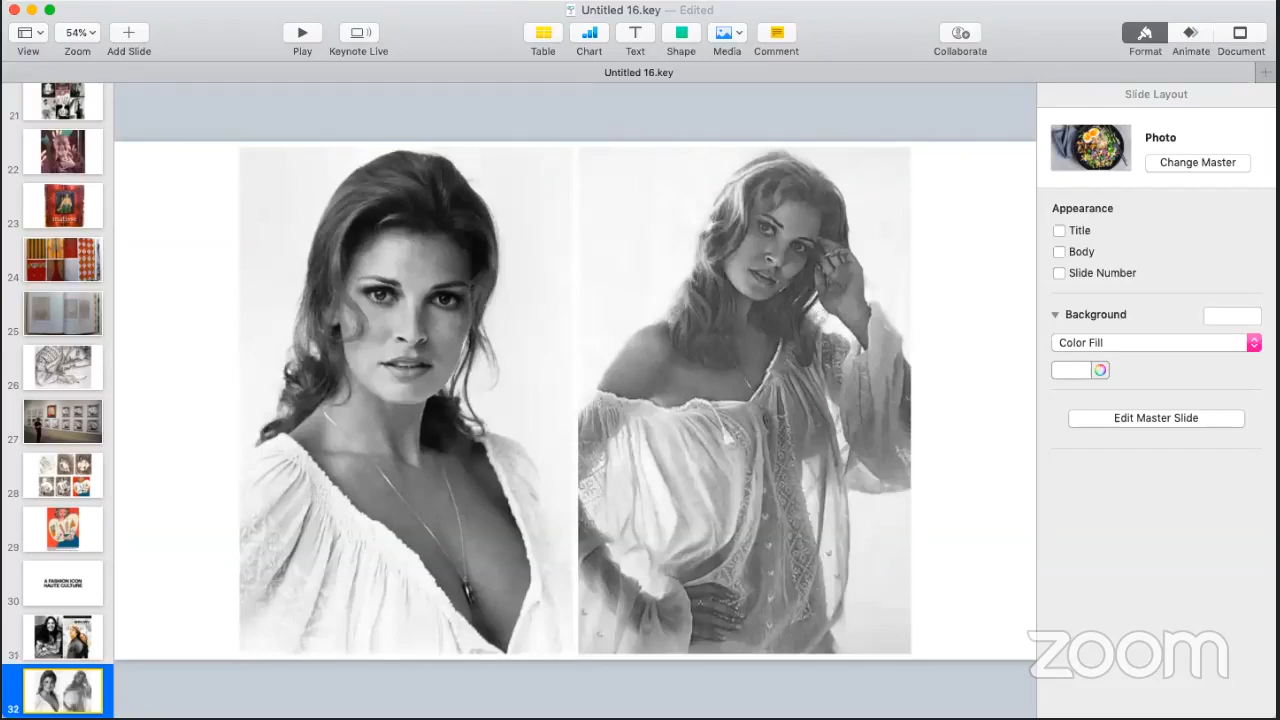 Untitled 16.key — Edited
54%
View
Zoom
Add Slide
Play
Keynote Live
Table
Chart
Text
Shape
Media
Comment
Collaborate
Format
Animate
Document
Untitled 16.key
21
22
23
matisse
24
25
26
27
28
29
30
A FASHION ICON
HAUTE CULTURE
31
32
Slide Layout
Photo
Change Master
Appearance
Title
Body
Slide Number
Background
Color Fill
Edit Master Slide
zoom